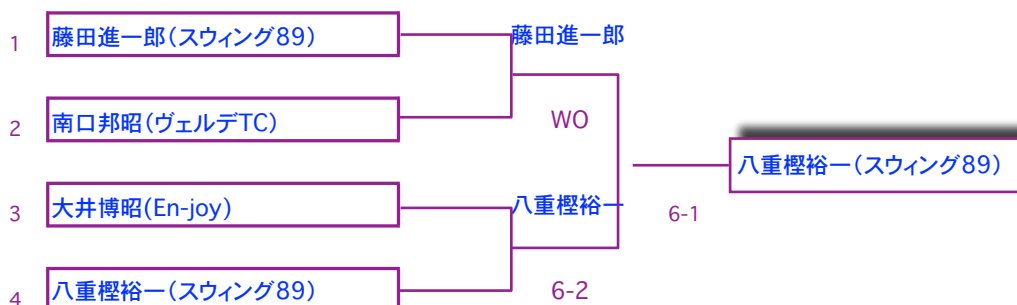 1 藤田進一郎(スウィング89) 藤田進一郎
2 南口邦昭(ヴェルデTC) WO
八重樫裕一(スウィング89)
3 大井博昭(En-joy) 八重樫裕一 6-1
4 八重樫裕一(スウィング89) 6-2